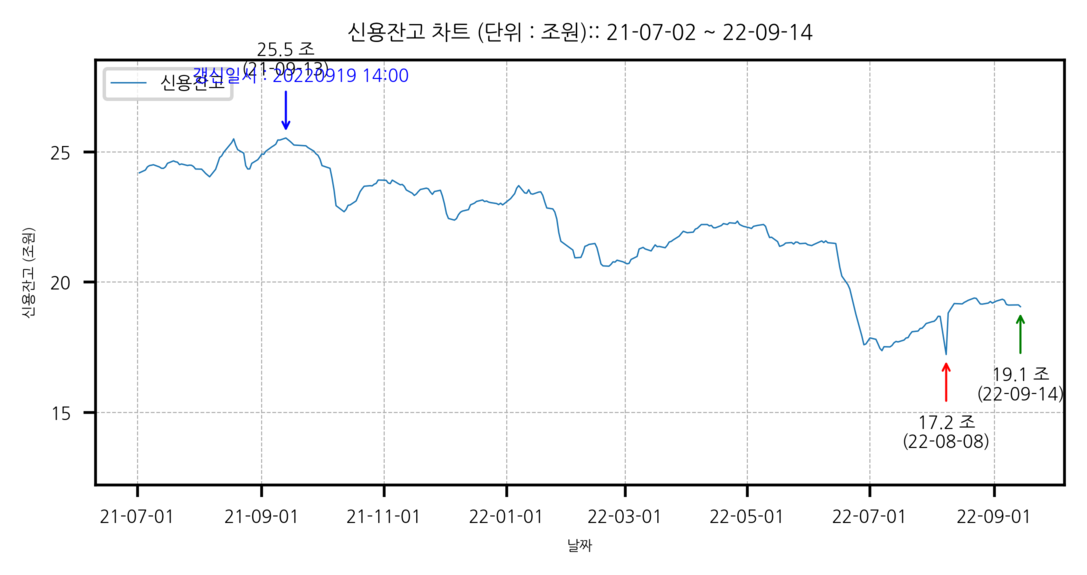 신용잔고 차트 (단위 : 조원):: 21-07-02 ~ 22-09-14
25.5 조
(21-09-13)
갱신일시 : 20220919 14:00
신용잔고
신용잔고 (조원)
25
20
15
19.1 조
(22-09-14)
17.2 조
(22-08-08)
21-07-01 21-09-01 21-11-01 22-01-01 22-03-01 22-05-01 22-07-01 22-09-01
날짜